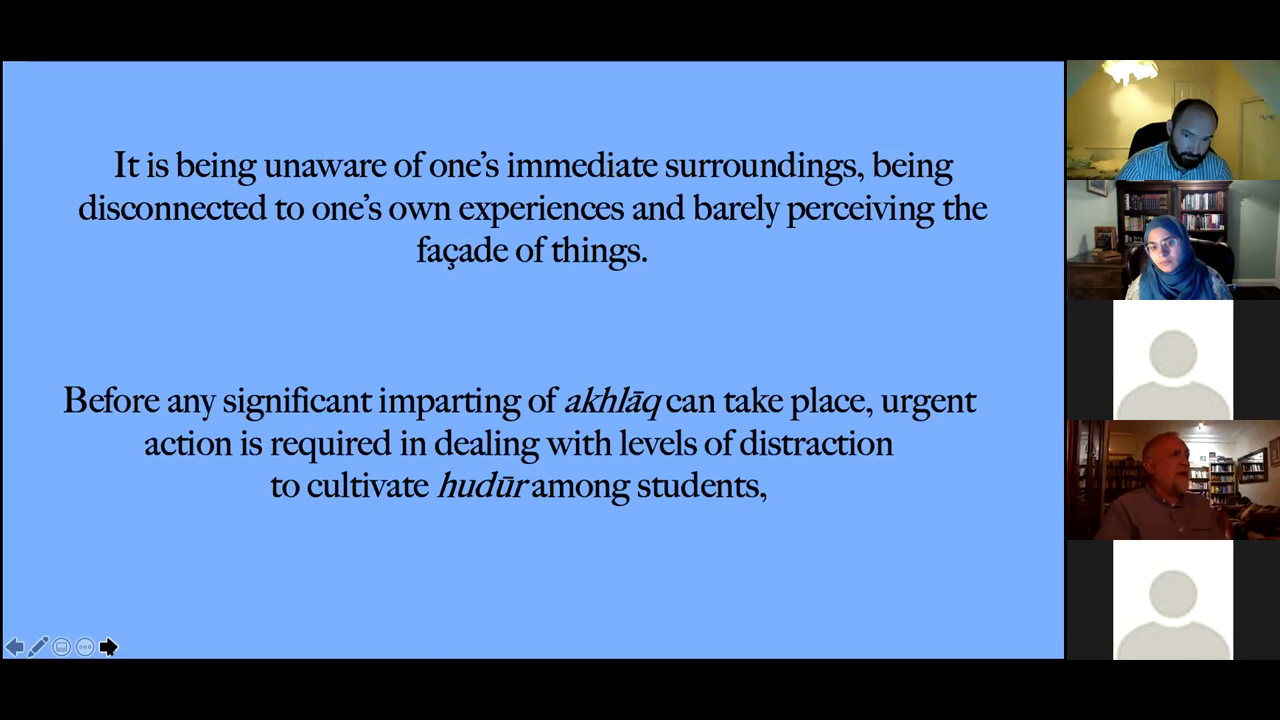 It is being unaware of one’s immediate surroundings, being
disconnected to one’s own experiences and barely perceiving the
façade of things.
Before any significant imparting of akhlāq can take place, urgent
action is required in dealing with levels of distraction
to cultivate hudūr among students,